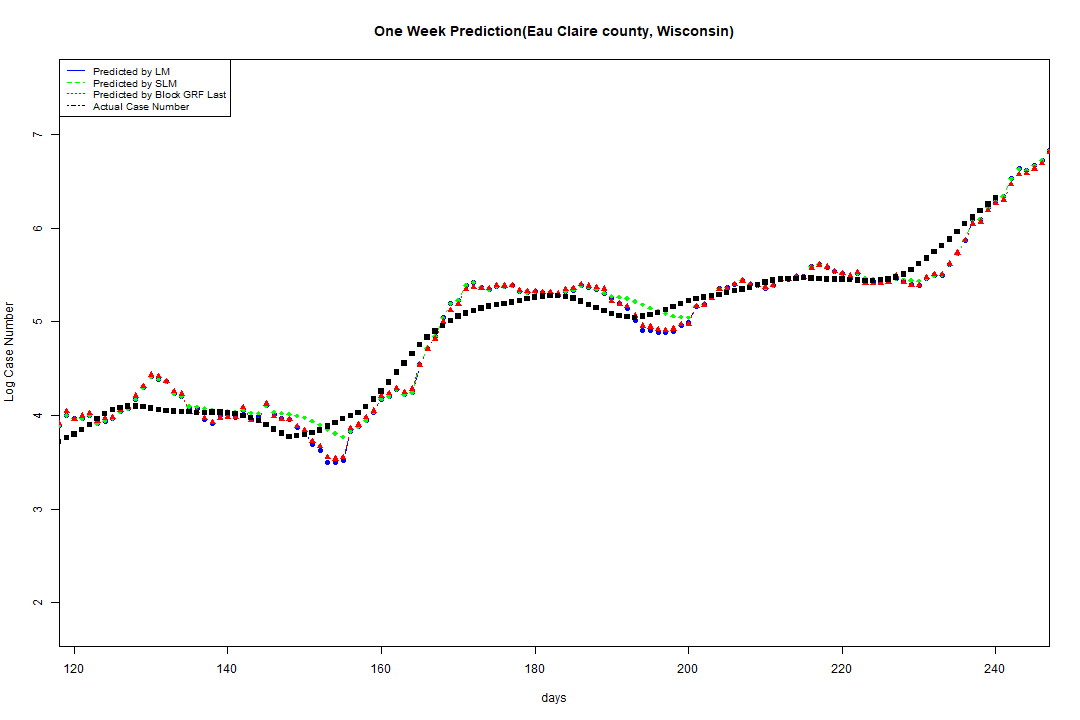 One Week Prediction(Eau Claire county, Wisconsin)
Predicted by LM
Predicted by SLM
Predicted by Block GRF Last
Actual Case Number
Log Case Number
7
6
5
4
3
2
120 140 160 180 200 220 240
days